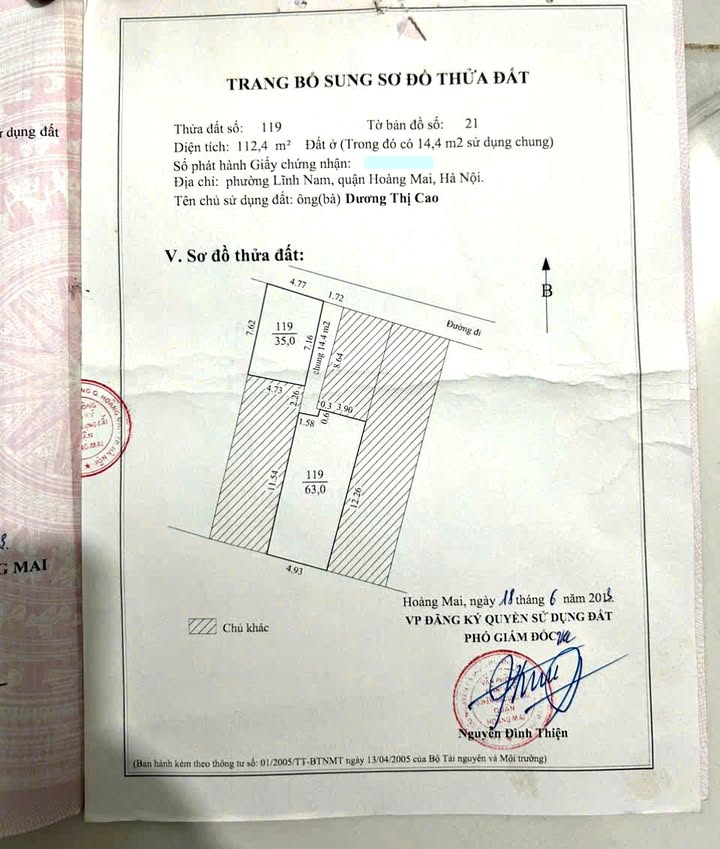 TRANG BỔ SUNG SƠ ĐỒ THỬA ĐẤT
sử dụng đất
Thửa đất số: 119 Tờ bản đồ số: 21
Diện tích: 112,4 m² Đất ở (Trong đó có 14,4 m2 sử dụng chung)
Số phát hành Giấy chứng nhận:
Địa chỉ: phường Lĩnh Nam, quận Hoàng Mai, Hà Nội.
Tên chủ sử dụng đất: ông(bà) Dương Thị Cao
V. Sơ đồ thửa đất:
B
4.77
1.72
Đường đi
7.62
119
35,0
7.16
chung 14.4 m2
8.64
4.73
2.26
0.3
3.90
1.58
0.6
11.54
119
63,0
12.26
4.93
G MAI
Chủ khác
Hoàng Mai, ngày 18 tháng 6 năm 2013.
VP ĐĂNG KÝ QUYỀN SỬ DỤNG ĐẤT
PHÓ GIÁM ĐỐC
QUẬN
HOÀNG MAI
Nguyễn Đình Thiện
(Ban hành kèm theo thông tư số: 01/2005/TT-BTNMT ngày 13/04/2005 của Bộ Tài nguyên và Môi trường)